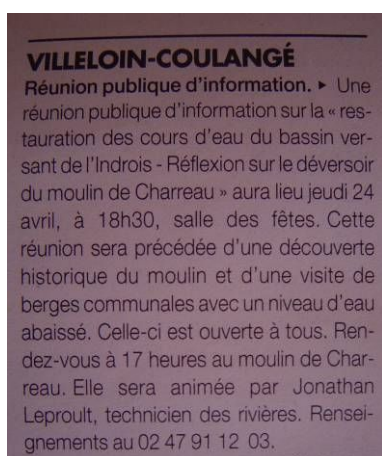 VILLELOIN-COULANGÉ
Réunion publique d'information. ▸ Une
réunion publique d'information sur la « res-
tauration des cours d'eau du bassin ver-
sant de l'Indrois - Réflexion sur le déversoir
du moulin de Charreau » aura lieu jeudi 24
avril, à 18h30, salle des fêtes. Cette
réunion sera précédée d'une découverte
historique du moulin et d'une visite de
berges communales avec un niveau d'eau
abaissé. Celle-ci est ouverte à tous. Ren-
dez-vous à 17 heures au moulin de Char-
reau. Elle sera animée par Jonathan
Leproult, technicien des rivières. Rensei-
gnements au 02 47 91 12 03.